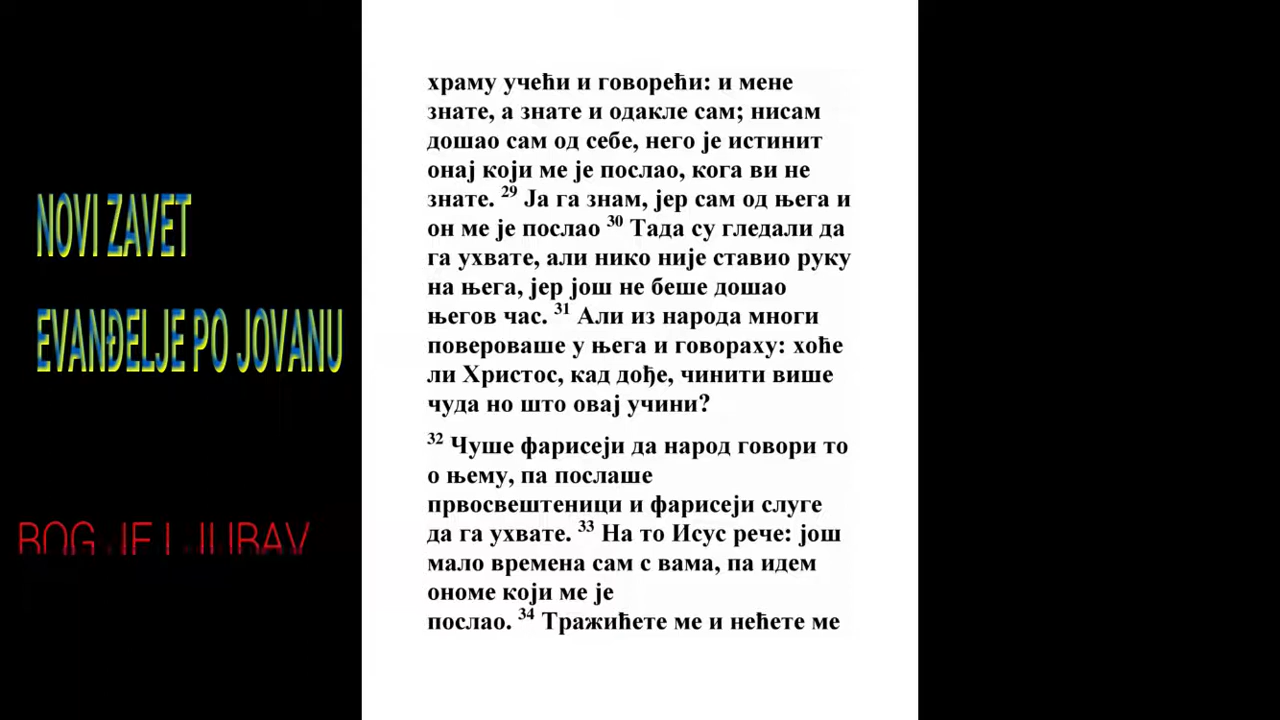 NOVI ZAVET
EVANĐELJE PO JOVANU
BOG JE LJUBAV
храму учећи и говорећи: и мене
знате, а знате и одакле сам; нисам
дошао сам од себе, него је истинит
онај који ме је послао, кога ви не
знате. 29 Ја га знам, јер сам од њега и
он ме је послао 30 Тада су гледали да
га ухвате, али нико није ставио руку
на њега, јер још не беше дошао
његов час. 31 Али из народа многи
повероваше у њега и говораху: хоће
ли Христос, кад дође, чинити више
чуда но што овај учини?
32 Чуше фарисеји да народ говори то
о њему, па послаше
првосвештеници и фарисеји слуге
да га ухвате. 33 На то Исус рече: још
мало времена сам с вама, па идем
ономе који ме је
послао. 34 Тражићете ме и нећете ме